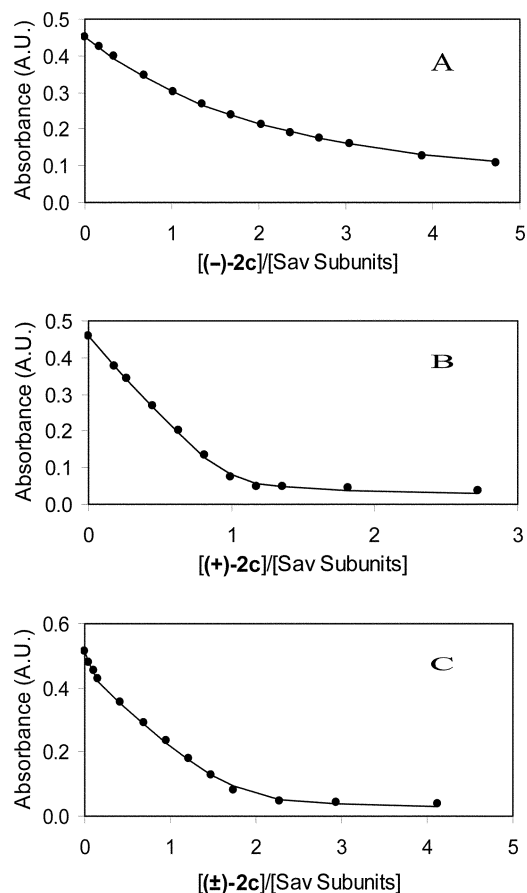 0.5
0.4
0.3
0.2
0.1
0.0
Absorbance (A.U.)
A
0 1 2 3 4 5
[(−)-2c]/[Sav Subunits]
0.5
0.4
0.3
0.2
0.1
0.0
Absorbance (A.U.)
B
0 1 2 3
[(+)-2c]/[Sav Subunits]
0.6
0.4
0.2
0.0
Absorbance (A.U.)
C
0 1 2 3 4 5
[(±)-2c]/[Sav Subunits]